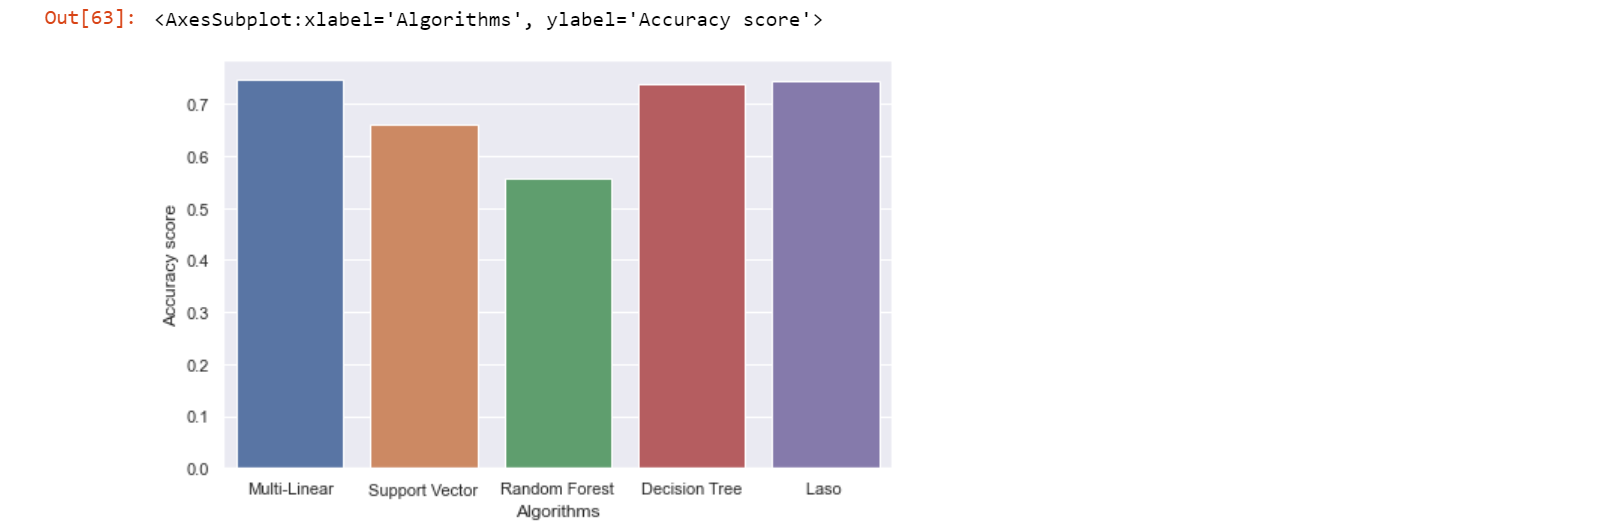 Out[63]: <AxesSubplot:xlabel='Algorithms', ylabel='Accuracy score'>
0.7
0.6
0.5
0.4
0.3
0.2
0.1
0.0
Accuracy score
Multi-Linear Support Vector Random Forest Decision Tree Laso
Algorithms